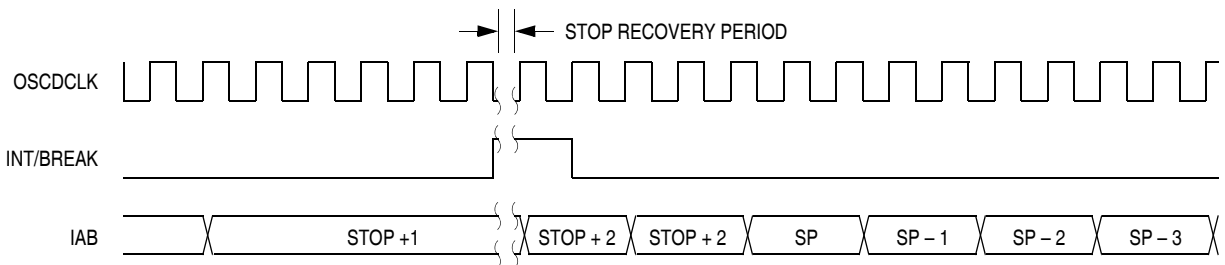 STOP RECOVERY PERIOD
OSCDCLK
INT/BREAK
IAB STOP +1 STOP + 2 STOP + 2 SP SP – 1 SP – 2 SP – 3